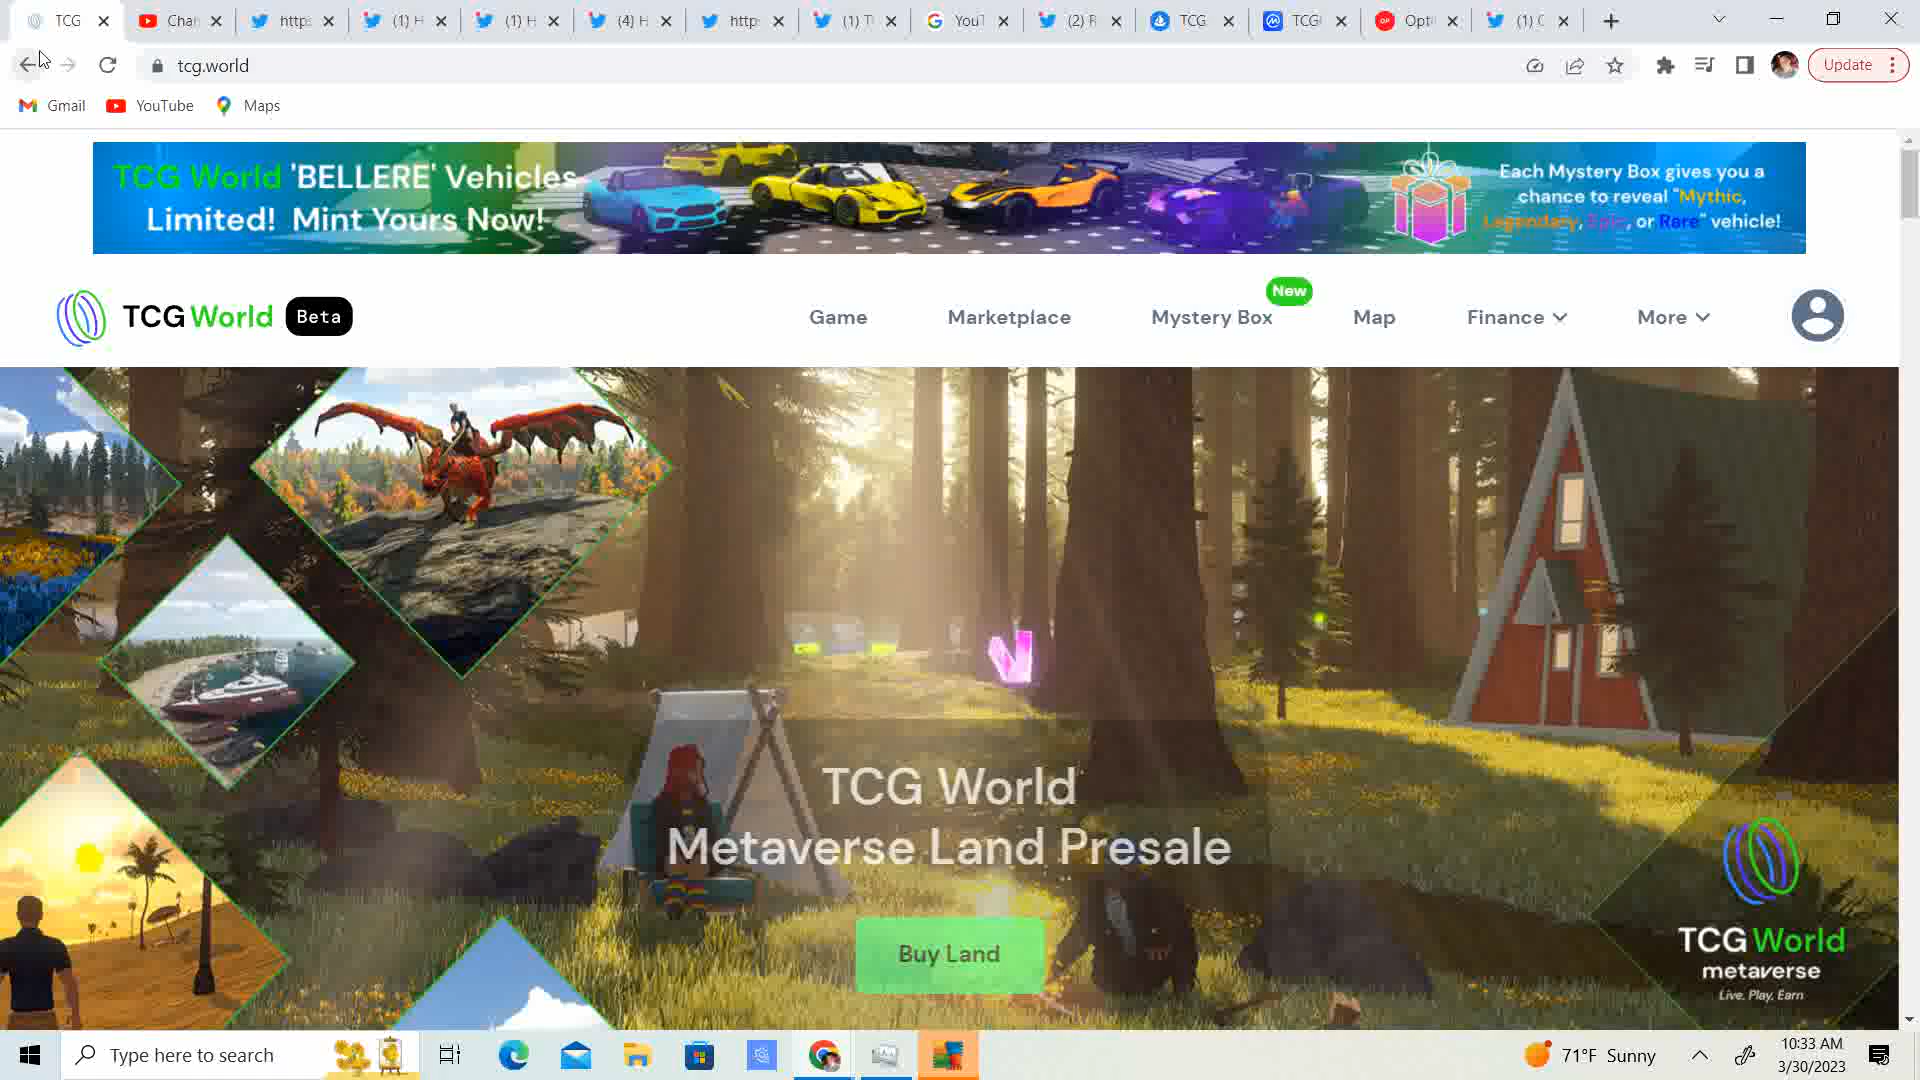 TCG
Chan
https
(1) H
(1) H
(4) H
http
(1) T
YouT
(2) R
TCG
TCG
Opti
(1) C
tcg.world
Update
Gmail
YouTube
Maps
TCG World 'BELLERE' Vehicles
Limited! Mint Yours Now!
Each Mystery Box gives you a
chance to reveal "Mythic,
Legendary, Epic, or Rare" vehicle!
TCG World
Beta
Game
Marketplace
Mystery Box
New
Map
Finance
More
TCG World
Metaverse Land Presale
Buy Land
TCG World
metaverse
Live, Play, Earn
Type here to search
71°F Sunny
10:33 AM
3/30/2023